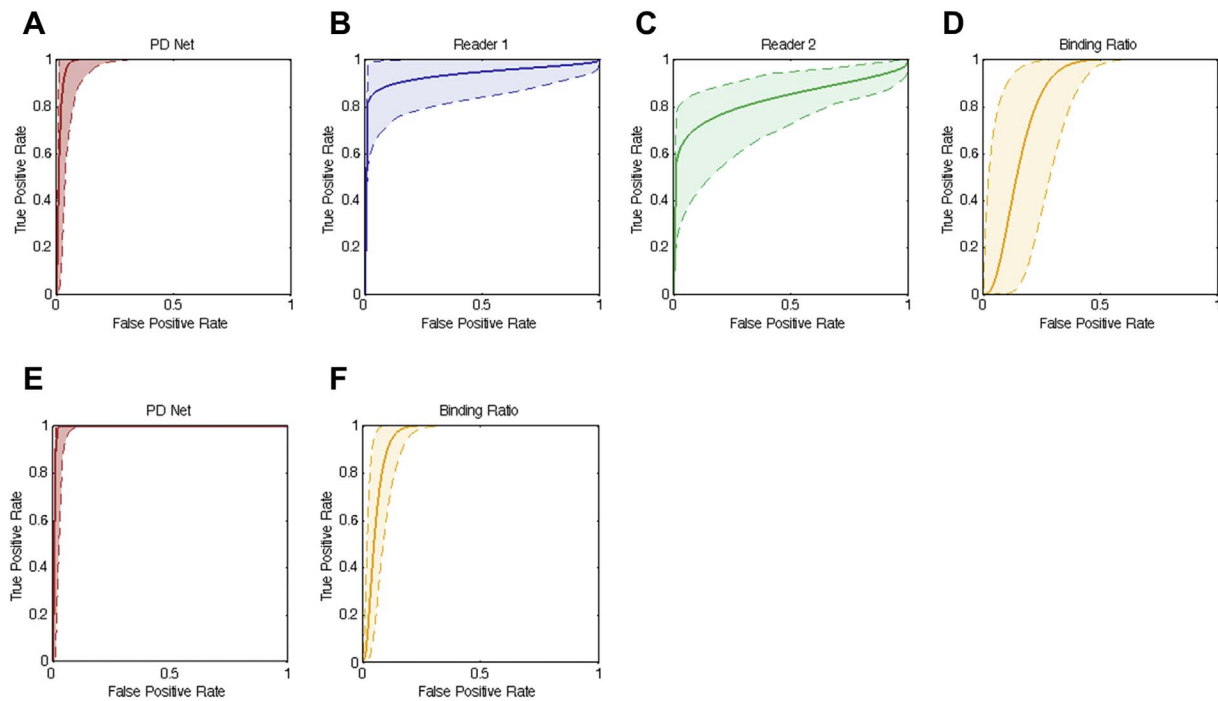 A
PD Net
1
0.8
0.6
0.4
0.2
0
0
0.5
1
True Positive Rate
False Positive Rate
B
Reader 1
1
0.8
0.6
0.4
0.2
0
0
0.5
1
True Positive Rate
False Positive Rate
C
Reader 2
1
0.8
0.6
0.4
0.2
0
0
0.5
1
True Positive Rate
False Positive Rate
D
Binding Ratio
1
0.8
0.6
0.4
0.2
0
0
0.5
1
True Positive Rate
False Positive Rate
E
PD Net
1
0.8
0.6
0.4
0.2
0
0
0.5
1
True Positive Rate
False Positive Rate
F
Binding Ratio
1
0.8
0.6
0.4
0.2
0
0
0.5
1
True Positive Rate
False Positive Rate